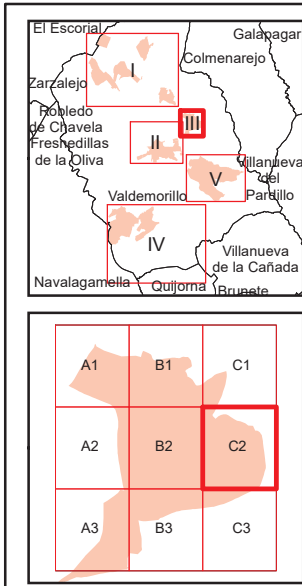 El Escorial
Galapagar
I
Colmenarejo
Zarzalejo
III
Robledo
de Chavela
Freshedillas
de la Oliva
II
Villanueva
del
Pardillo
V
Valdemorillo
IV
Villanueva
de la Cañada
Navalagamella
Quijorna
Brunete
A1 B1 C1
A2 B2 C2
A3 B3 C3